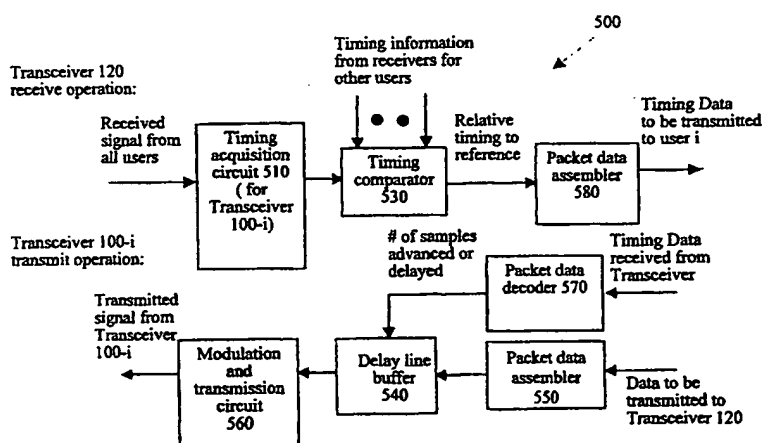 500
Transceiver 120
receive operation:
Timing information
from receivers for
other users
Received
signal from
all users
Timing
acquisition
circuit 510
( for
Transceiver
100-i)
Timing
comparator
530
Relative
timing to
reference
Packet data
assembler
580
Timing Data
to be transmitted
to user i
Transceiver 100-i
transmit operation:
# of samples
advanced or
delayed
Packet data
decoder 570
Timing Data
received from
Transceiver
Transmitted
signal from
Transceiver
100-i
Modulation
and
transmission
circuit
560
Delay line
buffer
540
Packet data
assembler
550
Data to be
transmitted to
Transceiver 120